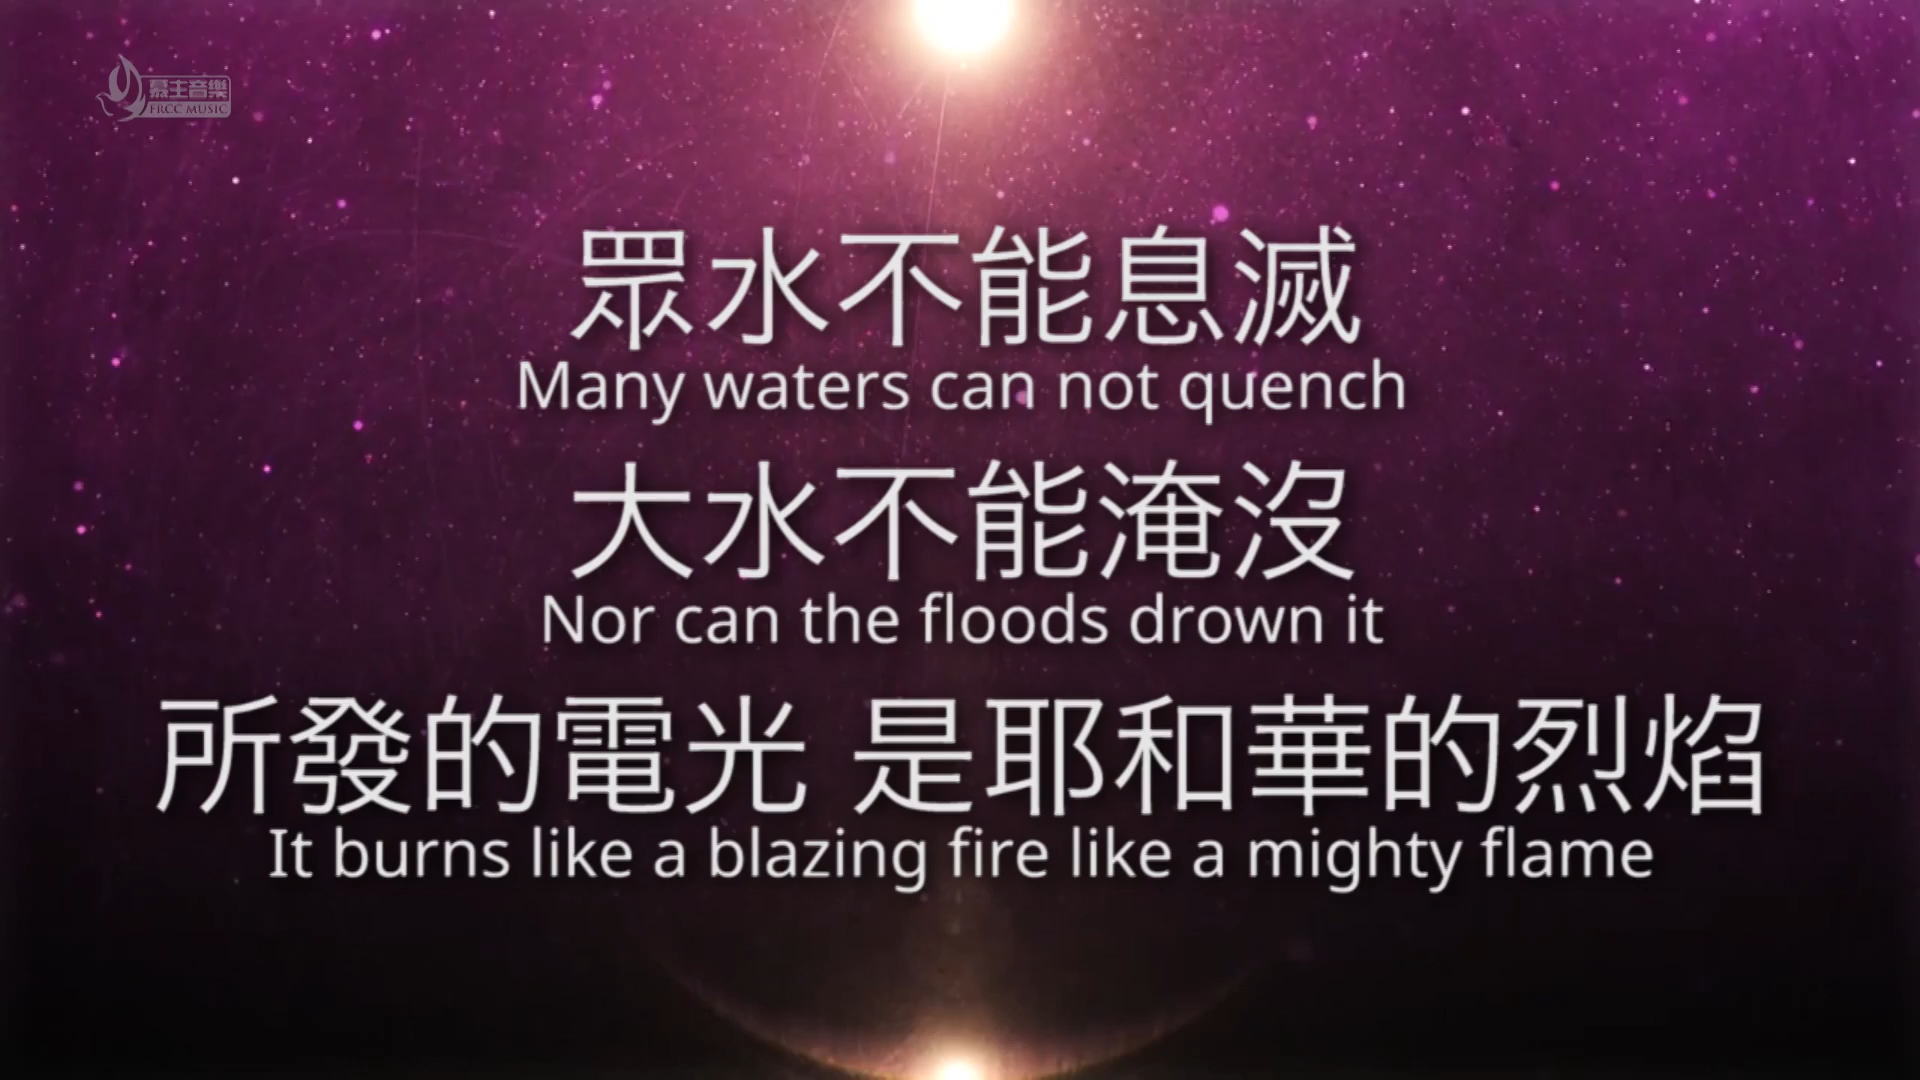 慕主音樂
FRCC MUSIC
眾水不能息滅
Many waters can not quench
大水不能淹沒
Nor can the floods drown it
所發的電光 是耶和華的烈焰
It burns like a blazing fire like a mighty flame